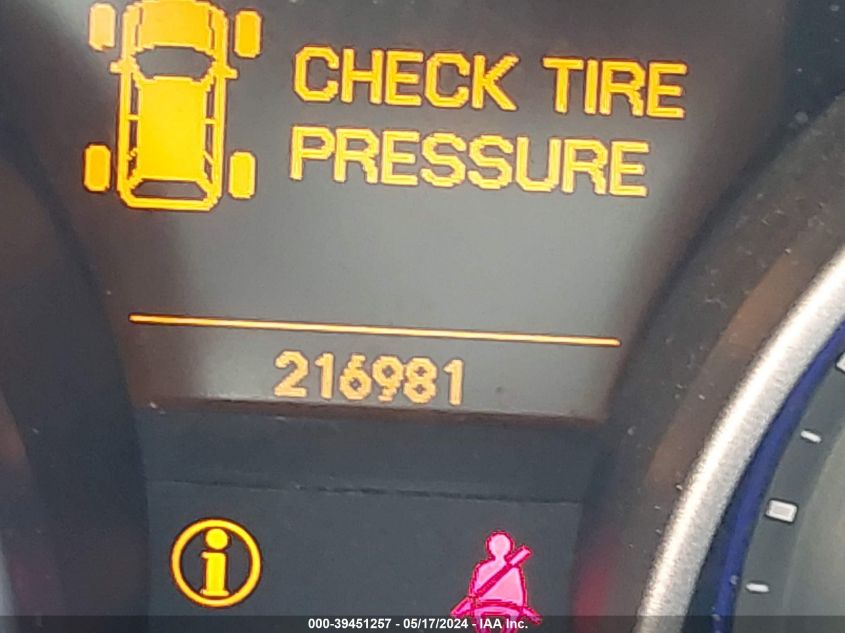 CHECK TIRE
PRESSURE
216981
i
000-39451257 - 05/17/2024 - IAA Inc.